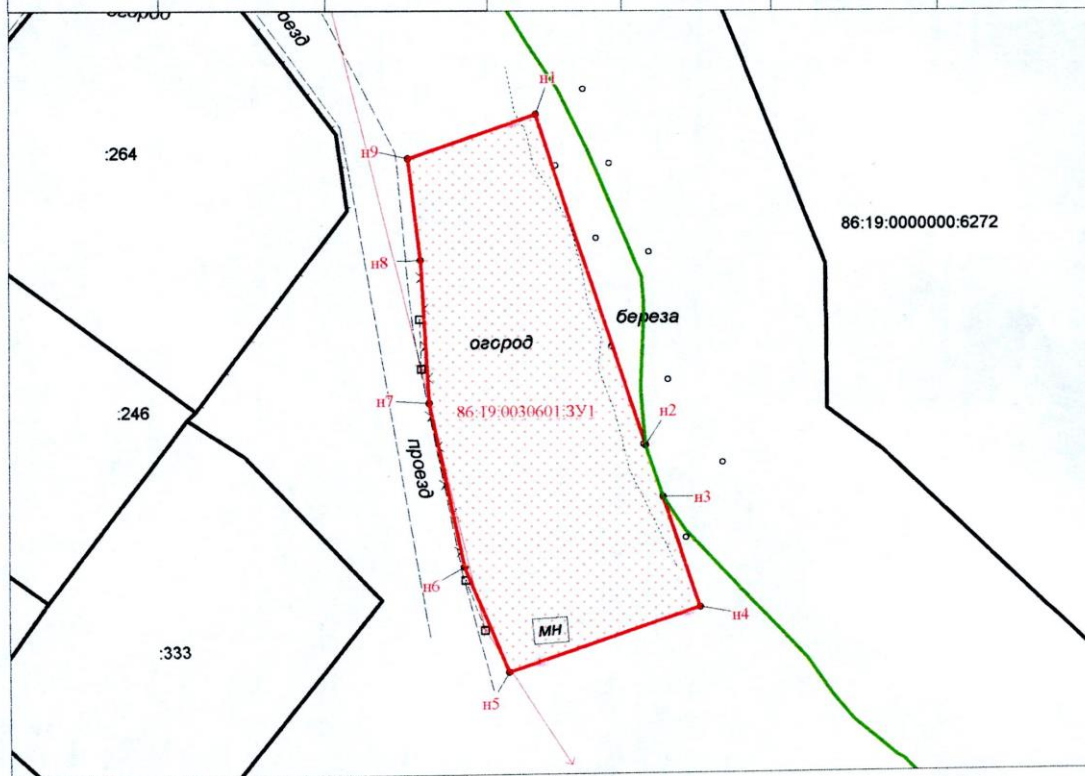 огород
проезд
н1
:264
н9
86:19:0000000:6272
н8
береза
огород
86:19:0030601:ЗУ1
н7
:246
н2
проезд
н3
н6
н4
мн
:333
н5